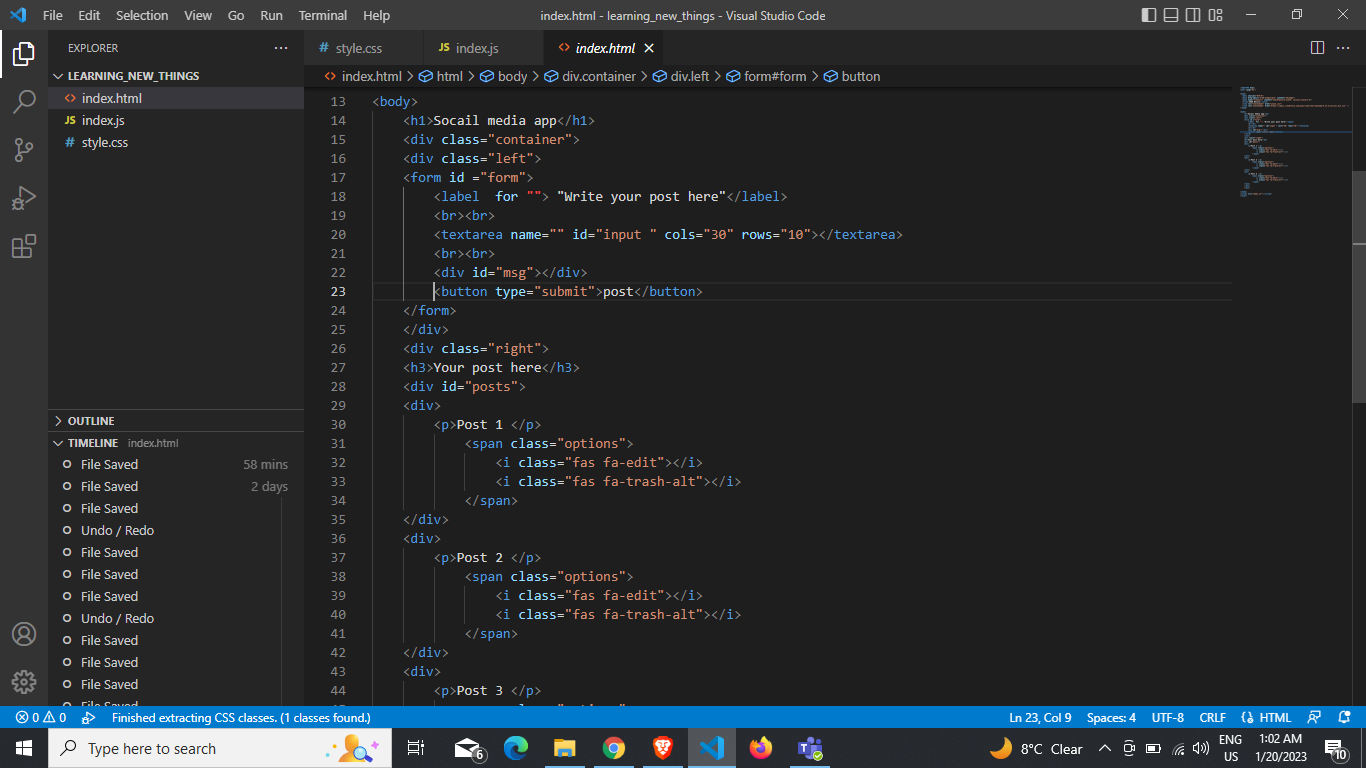 File Edit Selection View Go Run Terminal Help index.html - learning_new_things - Visual Studio Code
EXPLORER
# style.css JS index.js <> index.html
LEARNING_NEW_THINGS
<> index.html
JS index.js
# style.css
OUTLINE
TIMELINE index.html
File Saved 58 mins
File Saved 2 days
File Saved
Undo / Redo
File Saved
File Saved
File Saved
Undo / Redo
File Saved
File Saved
File Saved
File Saved
<> index.html > html > body > div.container > div.left > form#form > button
13 <body>
14 <h1>Socail media app</h1>
15 <div class="container">
16 <div class="left">
17 <form id ="form">
18 <label  for ""> "Write your post here"</label>
19 <br><br>
20 <textarea name="" id="input " cols="30" rows="10"></textarea>
21 <br><br>
22 <div id="msg"></div>
23 <button type="submit">post</button>
24 </form>
25 </div>
26 <div class="right">
27 <h3>Your post here</h3>
28 <div id="posts">
29 <div>
30 <p>Post 1 </p>
31 <span class="options">
32 <i class="fas fa-edit"></i>
33 <i class="fas fa-trash-alt"></i>
34 </span>
35 </div>
36 <div>
37 <p>Post 2 </p>
38 <span class="options">
39 <i class="fas fa-edit"></i>
40 <i class="fas fa-trash-alt"></i>
41 </span>
42 </div>
43 <div>
44 <p>Post 3 </p>
0 0 Finished extracting CSS classes. (1 classes found.) Ln 23, Col 9 Spaces: 4 UTF-8 CRLF HTML
Type here to search 6 8°C Clear ENG US 1:02 AM 1/20/2023 10